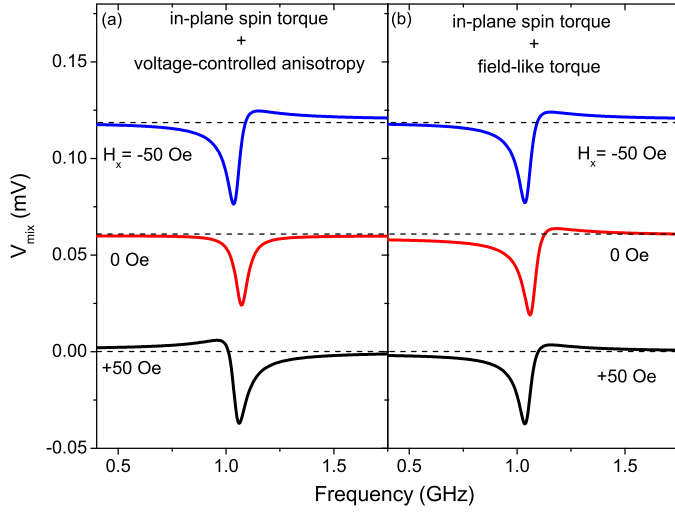 (a)
in-plane spin torque
+
voltage-controlled anisotropy
(b)
in-plane spin torque
+
field-like torque
0.15
0.10
0.05
0.00
-0.05
V_mix (mV)
H_x= -50 Oe
0 Oe
+50 Oe
H_x= -50 Oe
0 Oe
+50 Oe
0.5 1.0 1.5 0.5 1.0 1.5
Frequency (GHz)